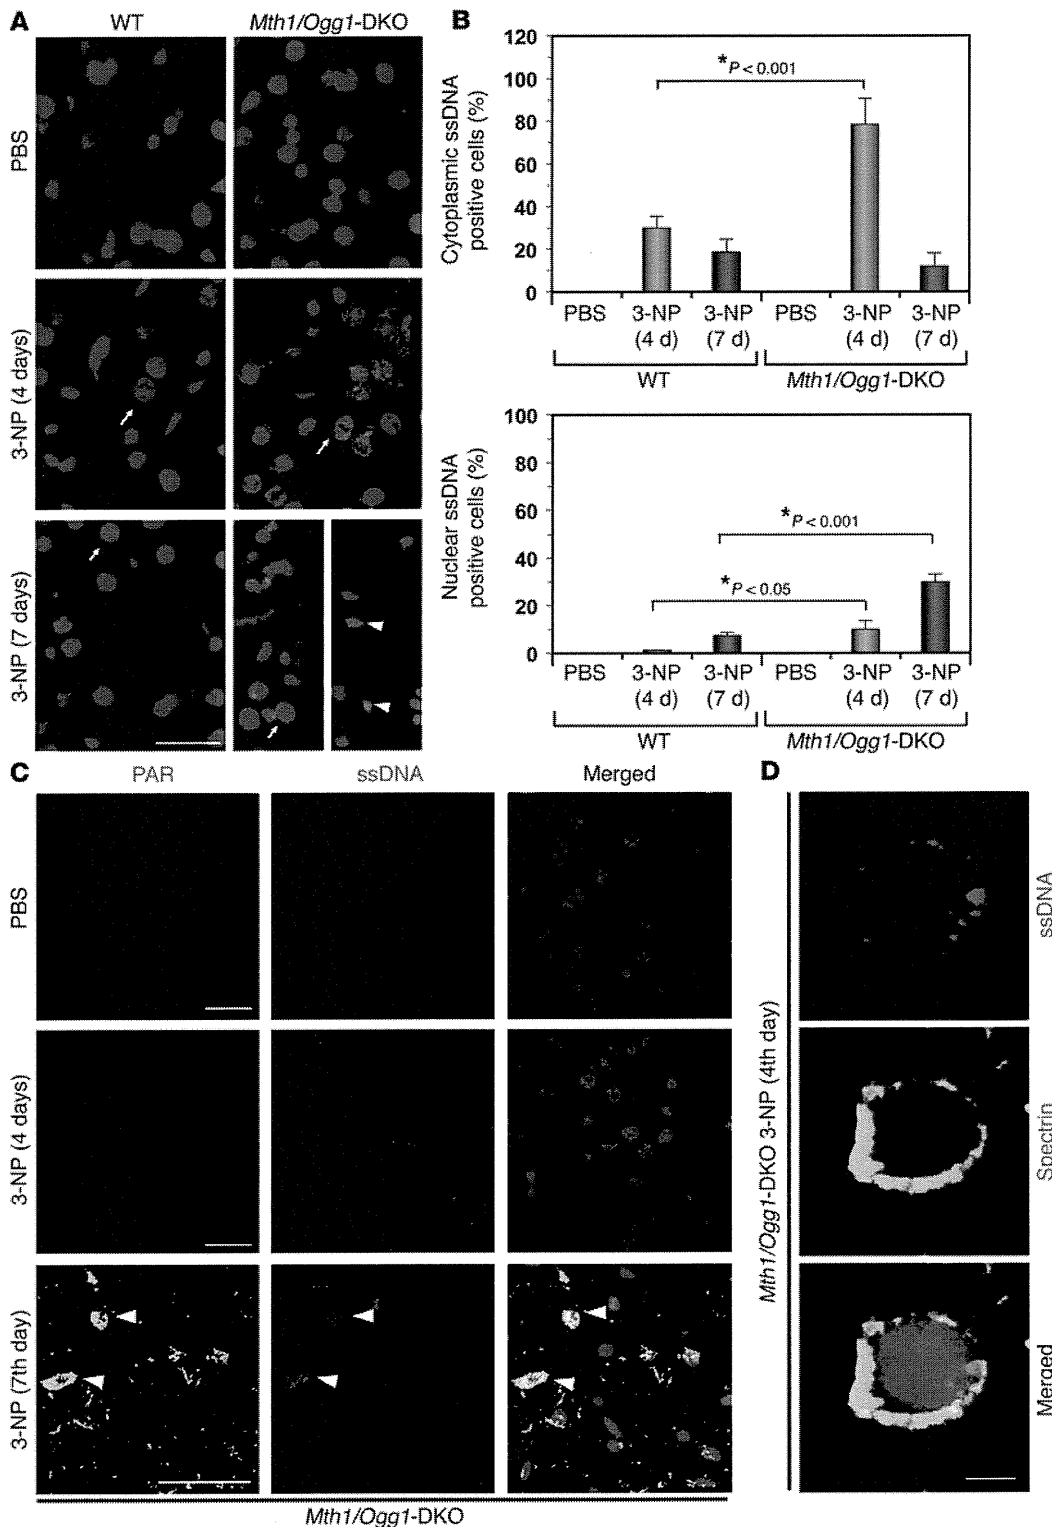 A
WT
Mth1/Ogg1-DKO
PBS
3-NP (4 days)
3-NP (7 days)
B
Cytoplasmic ssDNA
positive cells (%)
120
100
80
60
40
20
0
* P < 0.001
PBS
3-NP
(4 d)
3-NP
(7 d)
PBS
3-NP
(4 d)
3-NP
(7 d)
WT
Mth1/Ogg1-DKO
Nuclear ssDNA
positive cells (%)
100
80
60
40
20
0
* P < 0.001
* P < 0.05
PBS
3-NP
(4 d)
3-NP
(7 d)
PBS
3-NP
(4 d)
3-NP
(7 d)
WT
Mth1/Ogg1-DKO
C
PAR
ssDNA
Merged
PBS
3-NP (4 days)
3-NP (7th day)
Mth1/Ogg1-DKO
D
Mth1/Ogg1-DKO 3-NP (4th day)
ssDNA
Spectrin
Merged